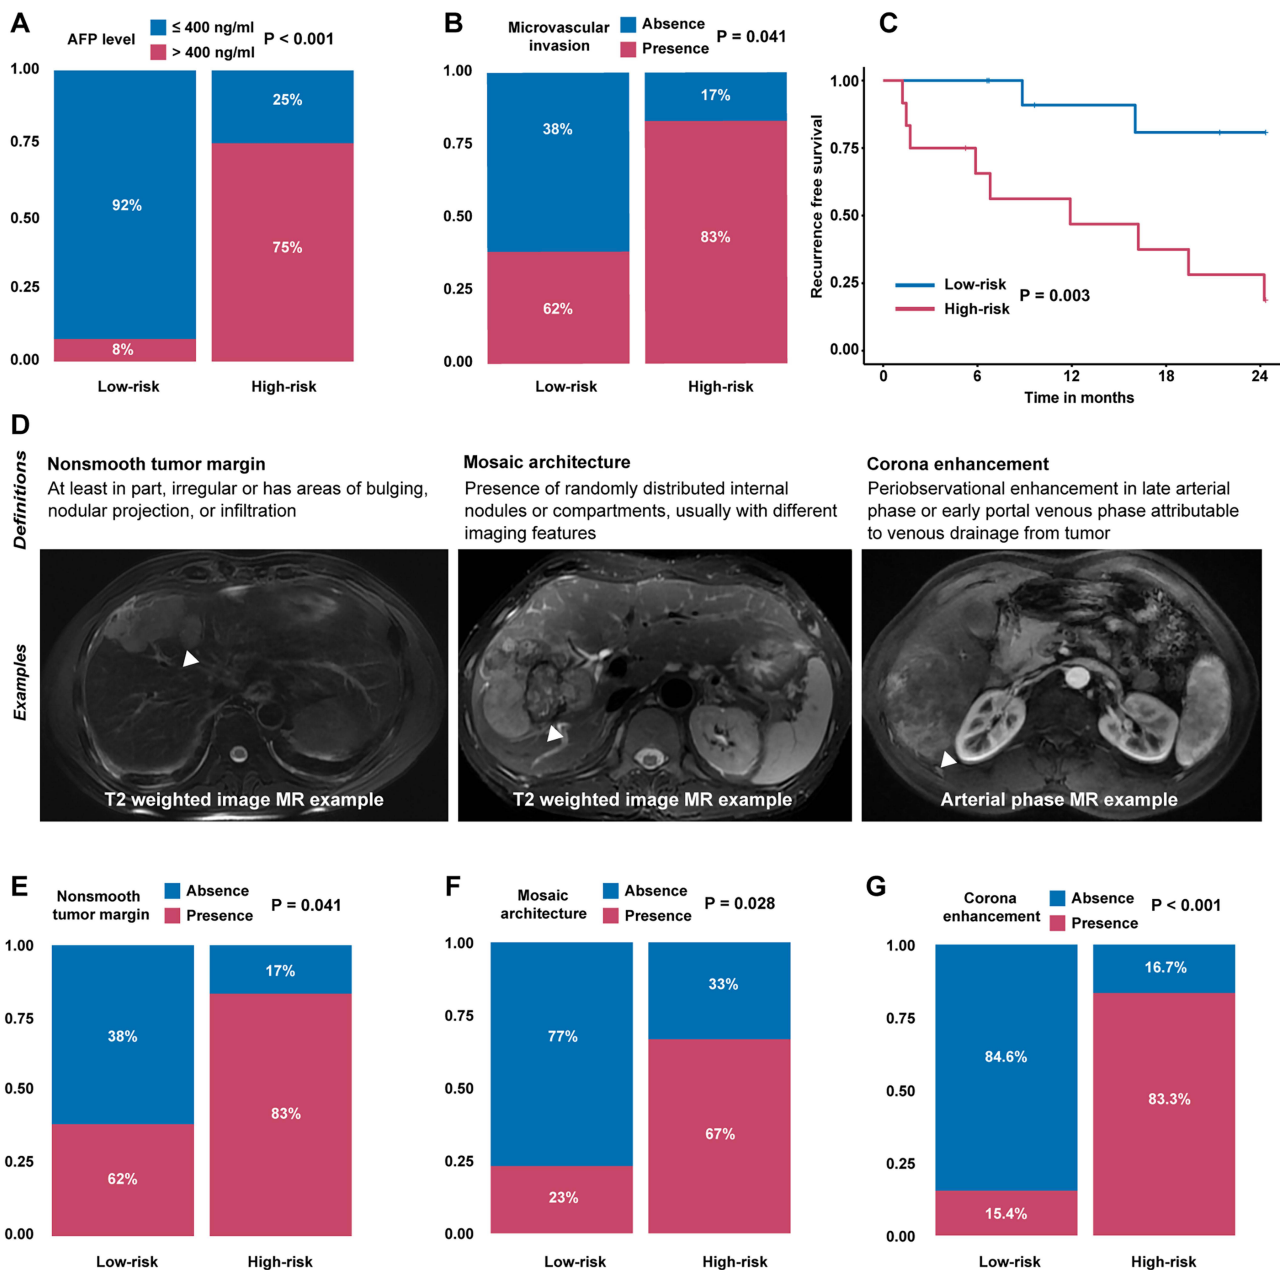 A
AFP level
≤ 400 ng/ml
> 400 ng/ml
P < 0.001
1.00
0.75
0.50
0.25
0.00
92%
8%
25%
75%
Low-risk
High-risk
B
Microvascular
invasion
Absence
Presence
P = 0.041
1.00
0.75
0.50
0.25
0.00
38%
62%
17%
83%
Low-risk
High-risk
C
Recurrence free survival
1.00
0.75
0.50
0.25
0.00
Low-risk
High-risk
P = 0.003
0
6
12
18
24
Time in months
D
Definitions
Nonsmooth tumor margin
At least in part, irregular or has areas of bulging,
nodular projection, or infiltration
Mosaic architecture
Presence of randomly distributed internal
nodules or compartments, usually with different
imaging features
Corona enhancement
Periobservational enhancement in late arterial
phase or early portal venous phase attributable
to venous drainage from tumor
Examples
T2 weighted image MR example
T2 weighted image MR example
Arterial phase MR example
E
Nonsmooth
tumor margin
Absence
Presence
P = 0.041
1.00
0.75
0.50
0.25
0.00
38%
62%
17%
83%
Low-risk
High-risk
F
Mosaic
architecture
Absence
Presence
P = 0.028
1.00
0.75
0.50
0.25
0.00
77%
23%
33%
67%
Low-risk
High-risk
G
Corona
enhancement
Absence
Presence
P < 0.001
1.00
0.75
0.50
0.25
0.00
84.6%
15.4%
16.7%
83.3%
Low-risk
High-risk